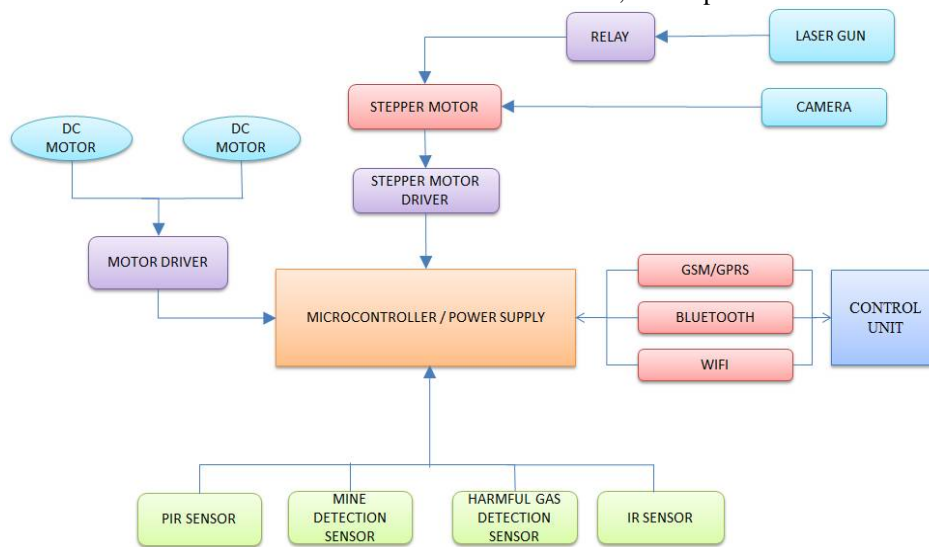 RELAY
LASER GUN
STEPPER MOTOR
CAMERA
DC
MOTOR
DC
MOTOR
STEPPER MOTOR
DRIVER
MOTOR DRIVER
GSM/GPRS
MICROCONTROLLER / POWER SUPPLY
BLUETOOTH
CONTROL
UNIT
WIFI
PIR SENSOR
MINE
DETECTION
SENSOR
HARMFUL GAS
DETECTION
SENSOR
IR SENSOR